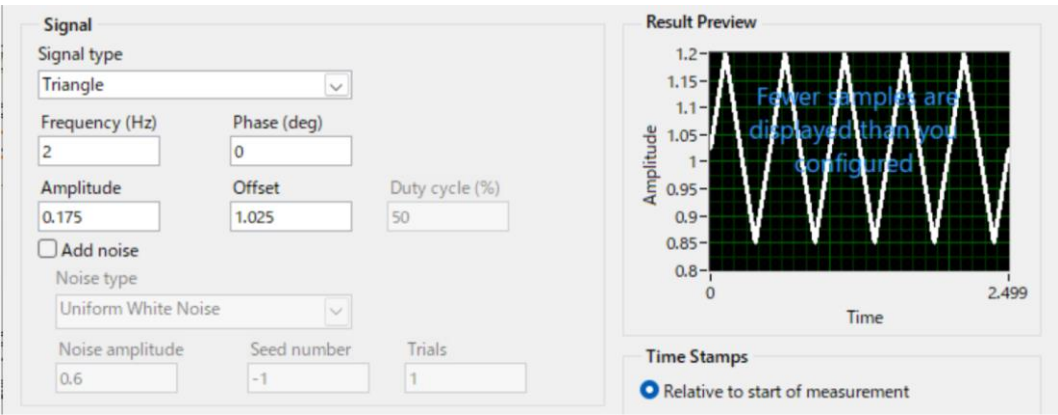 Signal
Signal type
Triangle
Frequency (Hz) Phase (deg)
2 0
Amplitude Offset Duty cycle (%)
0.175 1.025 50
Add noise
Noise type
Uniform White Noise
Noise amplitude Seed number Trials
0.6 -1 1
Result Preview
1.2
1.15
1.1
1.05
1
0.95
0.9
0.85
0.8
Amplitude
Fewer samples are
displayed than you
configured
0 2.499
Time
Time Stamps
Relative to start of measurement